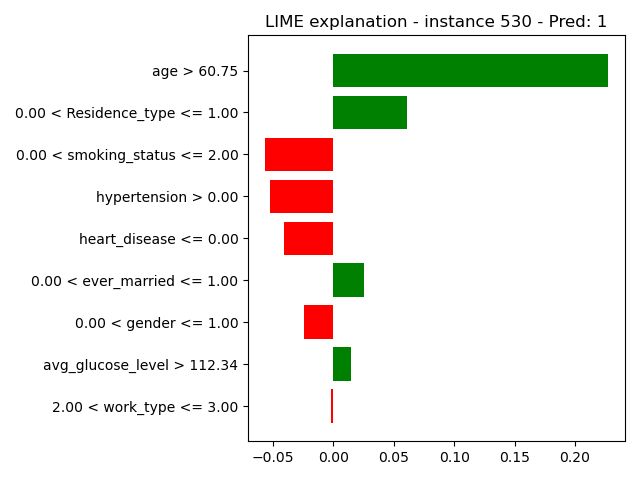 LIME explanation - instance 530 - Pred: 1
age > 60.75
0.00 < Residence_type <= 1.00
0.00 < smoking_status <= 2.00
hypertension > 0.00
heart_disease <= 0.00
0.00 < ever_married <= 1.00
0.00 < gender <= 1.00
avg_glucose_level > 112.34
2.00 < work_type <= 3.00
−0.05 0.00 0.05 0.10 0.15 0.20